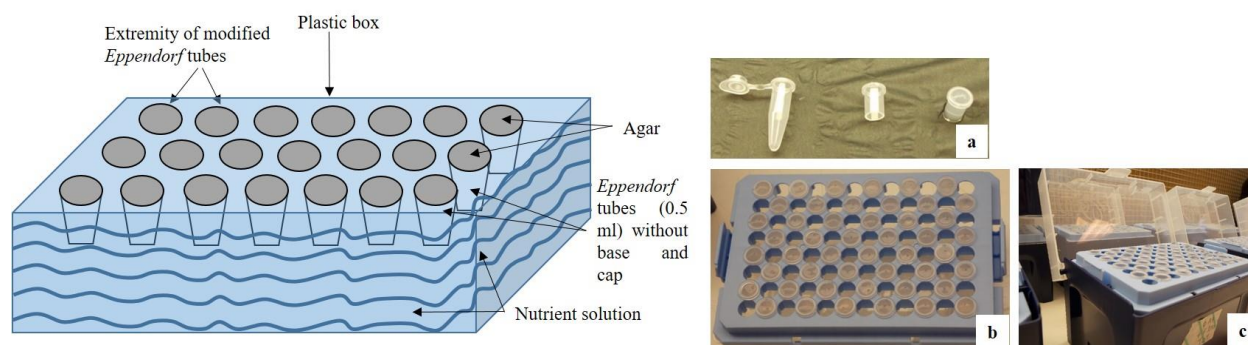 Plastic box
Extremity of modified
Eppendorf tubes
Agar
Eppendorf
tubes (0.5
ml) without
base and
cap
Nutrient solution
a
b
c